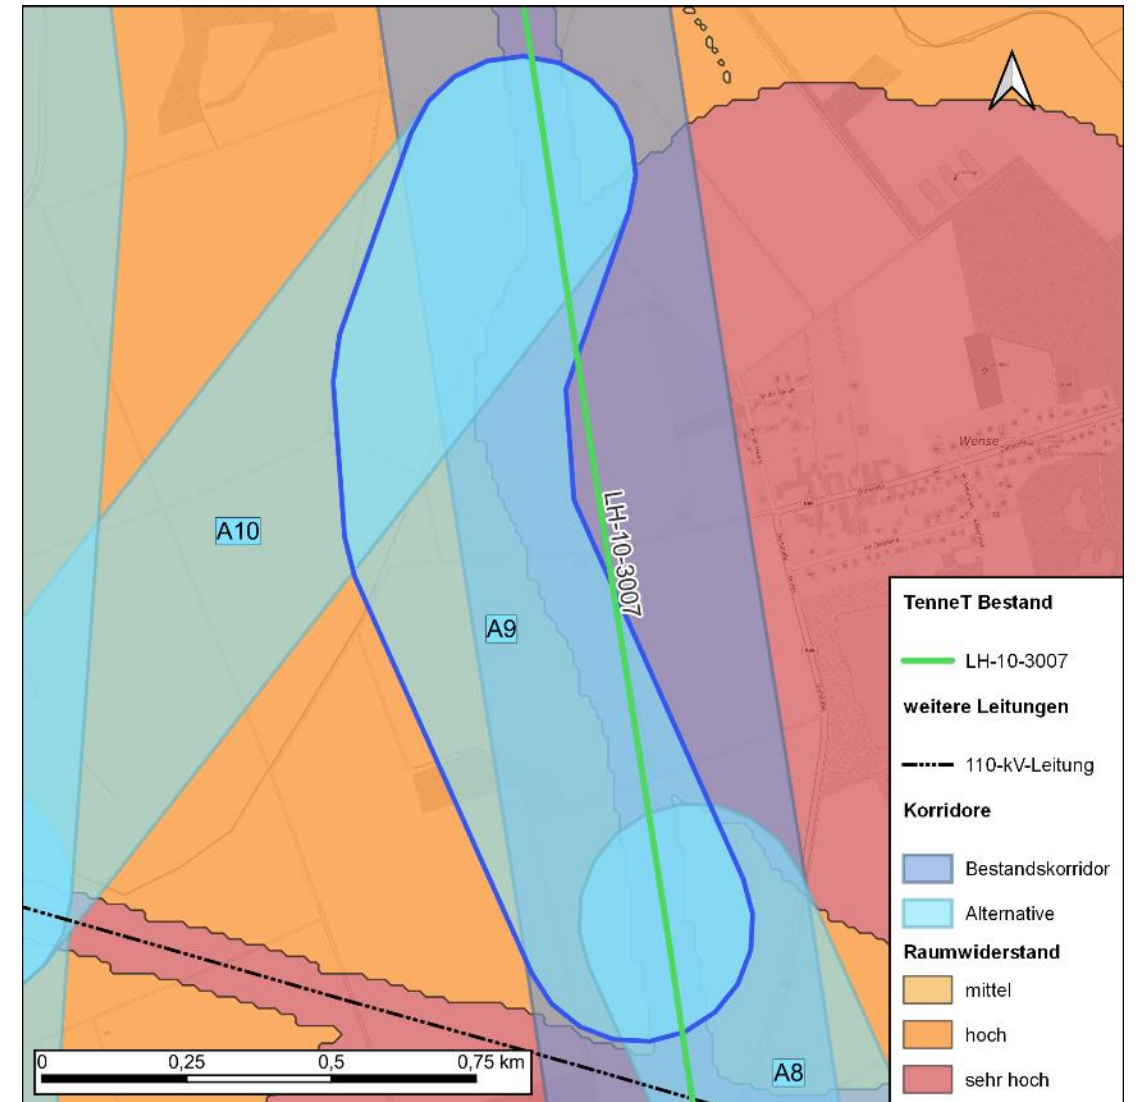 Wense
A10
LH-10-3007
A9
A8
TenneT Bestand
LH-10-3007
weitere Leitungen
110-kV-Leitung
Korridore
Bestandskorridor
Alternative
Raumwiderstand
mittel
hoch
sehr hoch
0 0,25 0,5 0,75 km